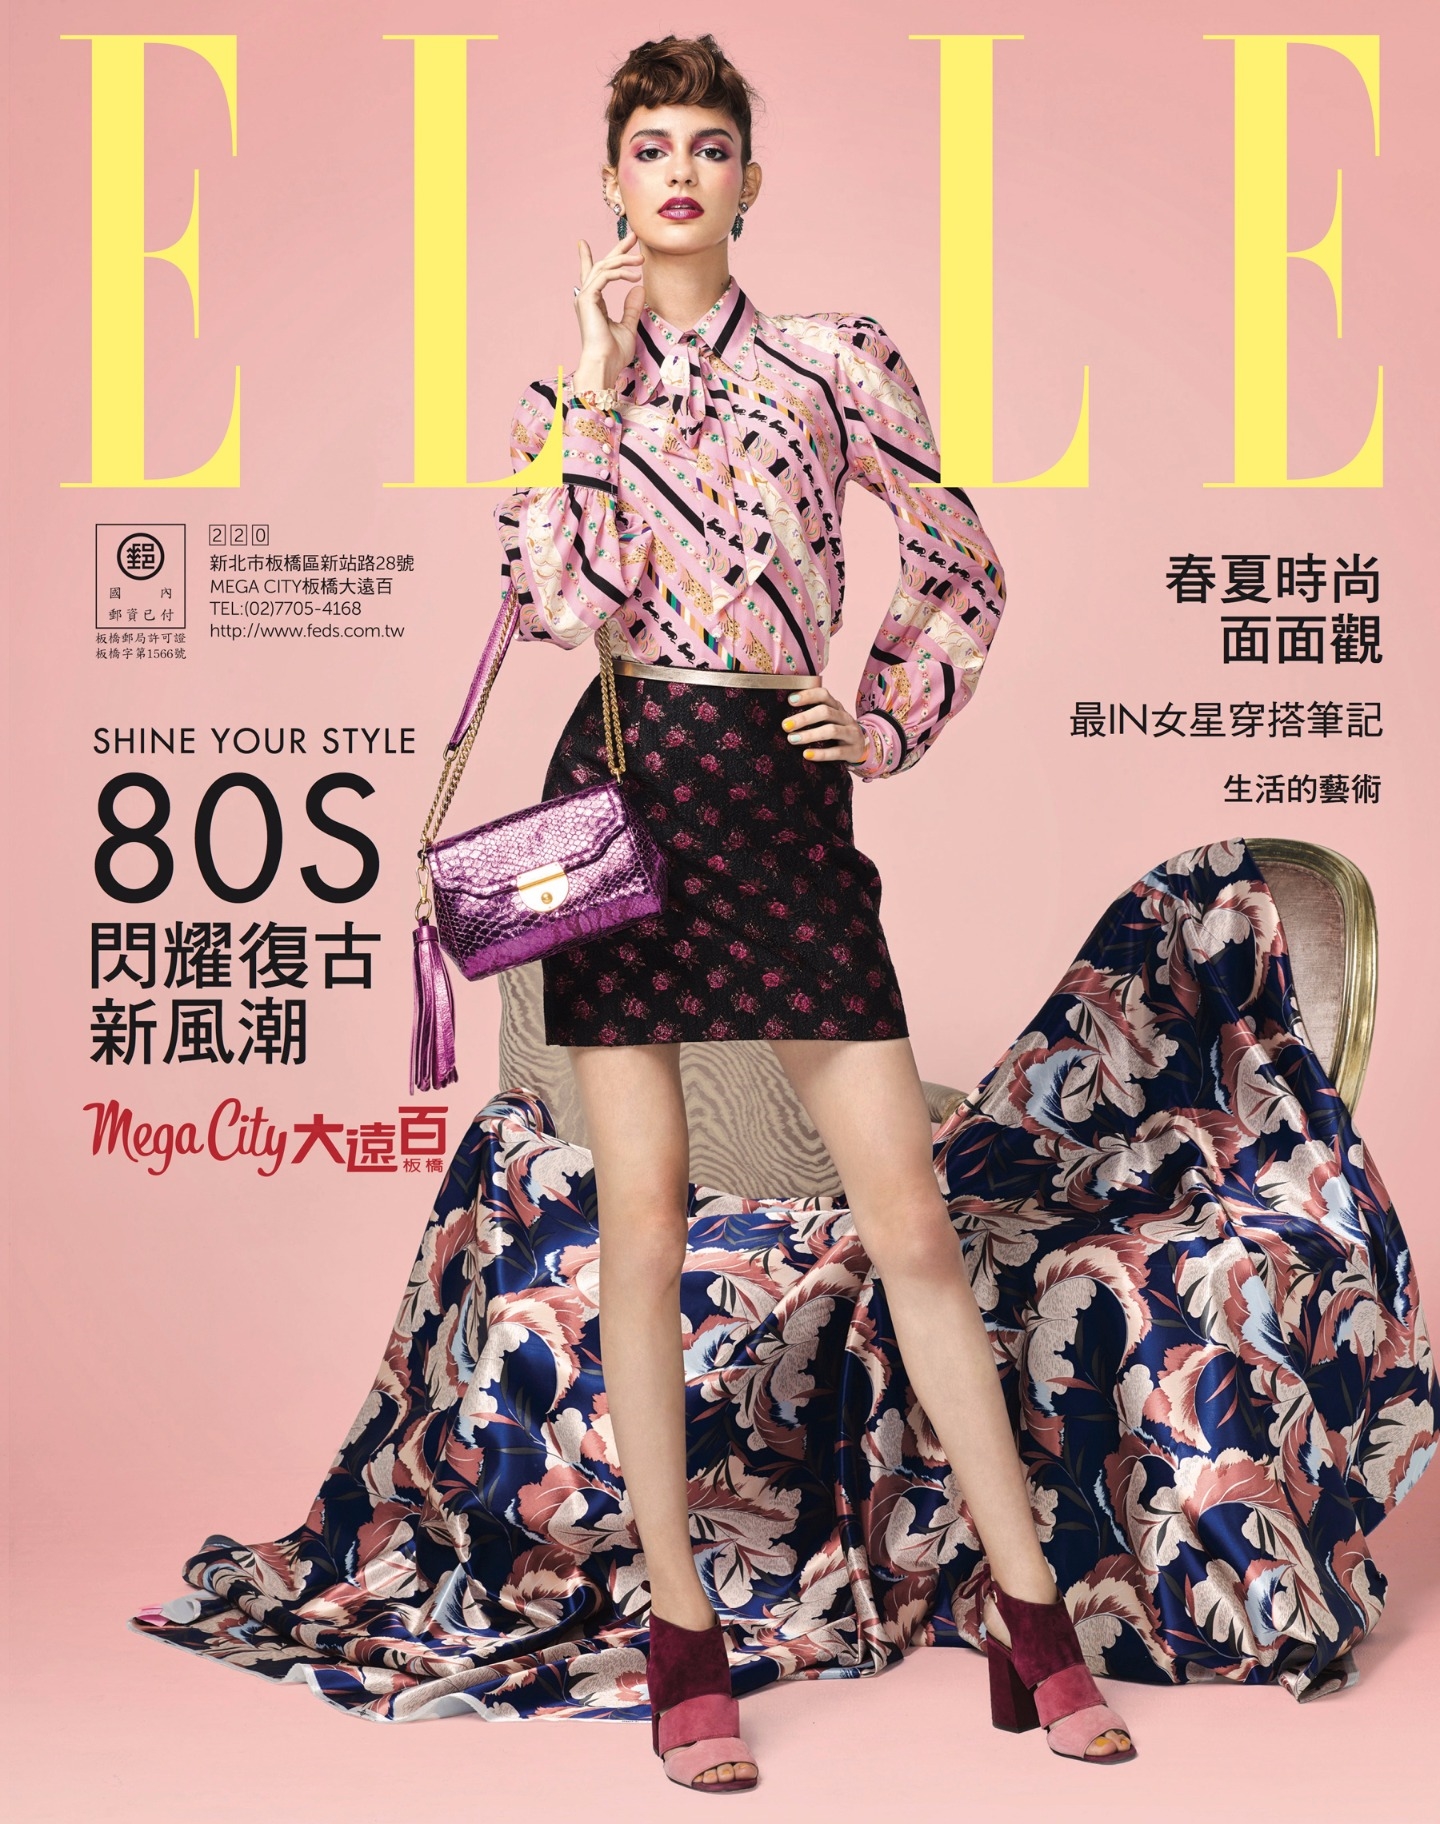 ELLE
郵
國 內
郵資已付
板橋郵局許可證
板橋字第1566號
220
新北市板橋區新站路28號
MEGA CITY板橋大遠百
TEL:(02)7705-4168
http://www.feds.com.tw
SHINE YOUR STYLE
80S
閃耀復古
新風潮
Mega City大遠百
板橋
春夏時尚
面面觀
最IN女星穿搭筆記
生活的藝術